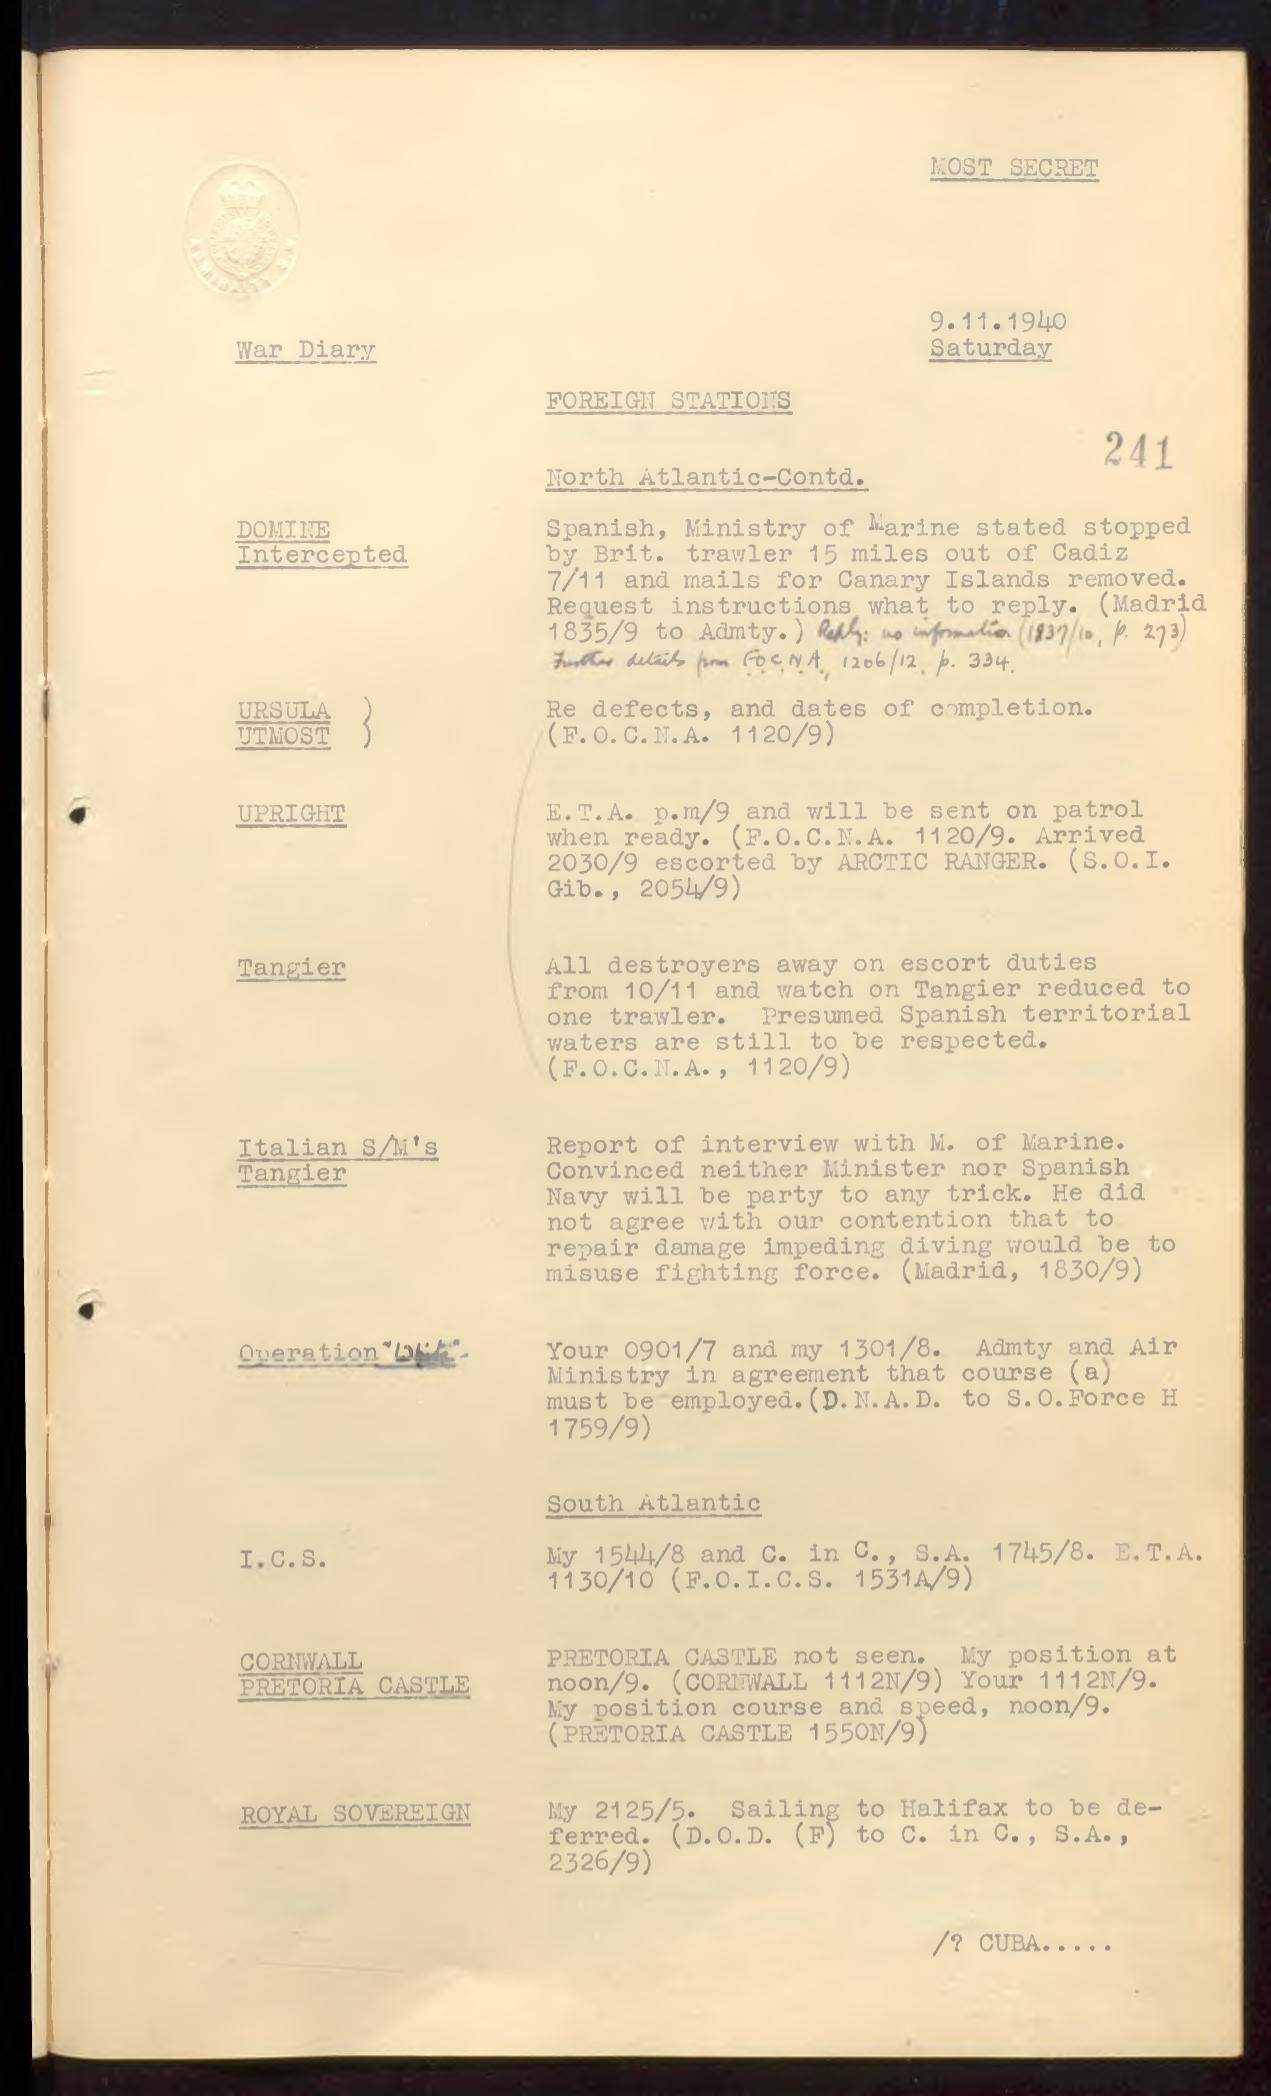 MOST SECRET
9.11.1940
War Diary
Saturday
FOREIGN STATIONS
241
North Atlantic-Contd.
DOMINE
Intercepted
Spanish, Ministry of Marine stated stopped
by Brit. trawler 15 miles out of Cadiz
7/11 and mails for Canary Islands removed.
Request instructions what to reply. (Madrid
1835/9 to Admty.) Reply: no information (1837/10, p. 273)
Further details from F.O.C.N.A., 1206/12, p. 334.
URSULA )
UTMOST )
Re defects, and dates of completion.
(F.O.C.N.A. 1120/9)
UPRIGHT
E.T.A. p.m/9 and will be sent on patrol
when ready. (F.O.C.N.A. 1120/9. Arrived
2030/9 escorted by ARCTIC RANGER. (S.O.I.
Gib., 2054/9)
Tangier
All destroyers away on escort duties
from 10/11 and watch on Tangier reduced to
one trawler. Presumed Spanish territorial
waters are still to be respected.
(F.O.C.N.A., 1120/9)
Italian S/M's
Tangier
Report of interview with M. of Marine.
Convinced neither Minister nor Spanish
Navy will be party to any trick. He did
not agree with our contention that to
repair damage impeding diving would be to
misuse fighting force. (Madrid, 1830/9)
Operation
Your 0901/7 and my 1301/8. Admty and Air
Ministry in agreement that course (a)
must be employed.(D.N.A.D. to S.O.Force H
1759/9)
South Atlantic
I.C.S.
My 1544/8 and C. in C., S.A. 1745/8. E.T.A.
1130/10 (F.O.I.C.S. 1531A/9)
CORNWALL
PRETORIA CASTLE
PRETORIA CASTLE not seen. My position at
noon/9. (CORNWALL 1112N/9) Your 1112N/9.
My position course and speed, noon/9.
(PRETORIA CASTLE 1550N/9)
ROYAL SOVEREIGN
My 2125/5. Sailing to Halifax to be de-
ferred. (D.O.D. (F) to C. in C., S.A.,
2326/9)
/? CUBA.....